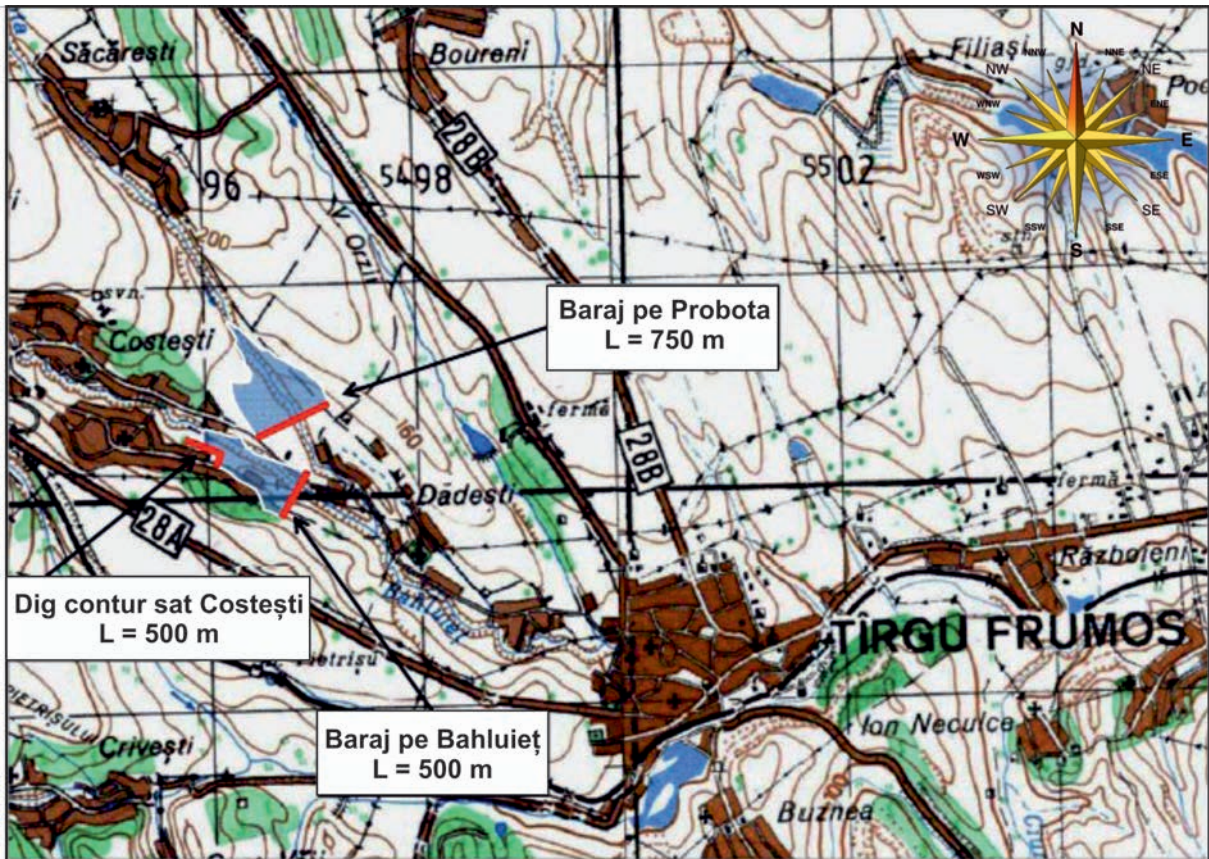 Săcărești
Boureni
Filiași
N
NNW
NNE
NW
NE
WNW
ENE
W
E
WSW
ESE
SW
SE
SSW
SSE
S
28B
96
5498
5502
200
V. Orzii
svn.
Costești
Baraj pe Probota
L = 750 m
160
fermă
28B
fermă
Dădești
28A
Războieni
Dig contur sat Costești
L = 500 m
Bahluieț
TÎRGU FRUMOS
Pietrișu
PIETRIȘULUI
Crivești
Baraj pe Bahluieț
L = 500 m
Ion Neculce
Buznea